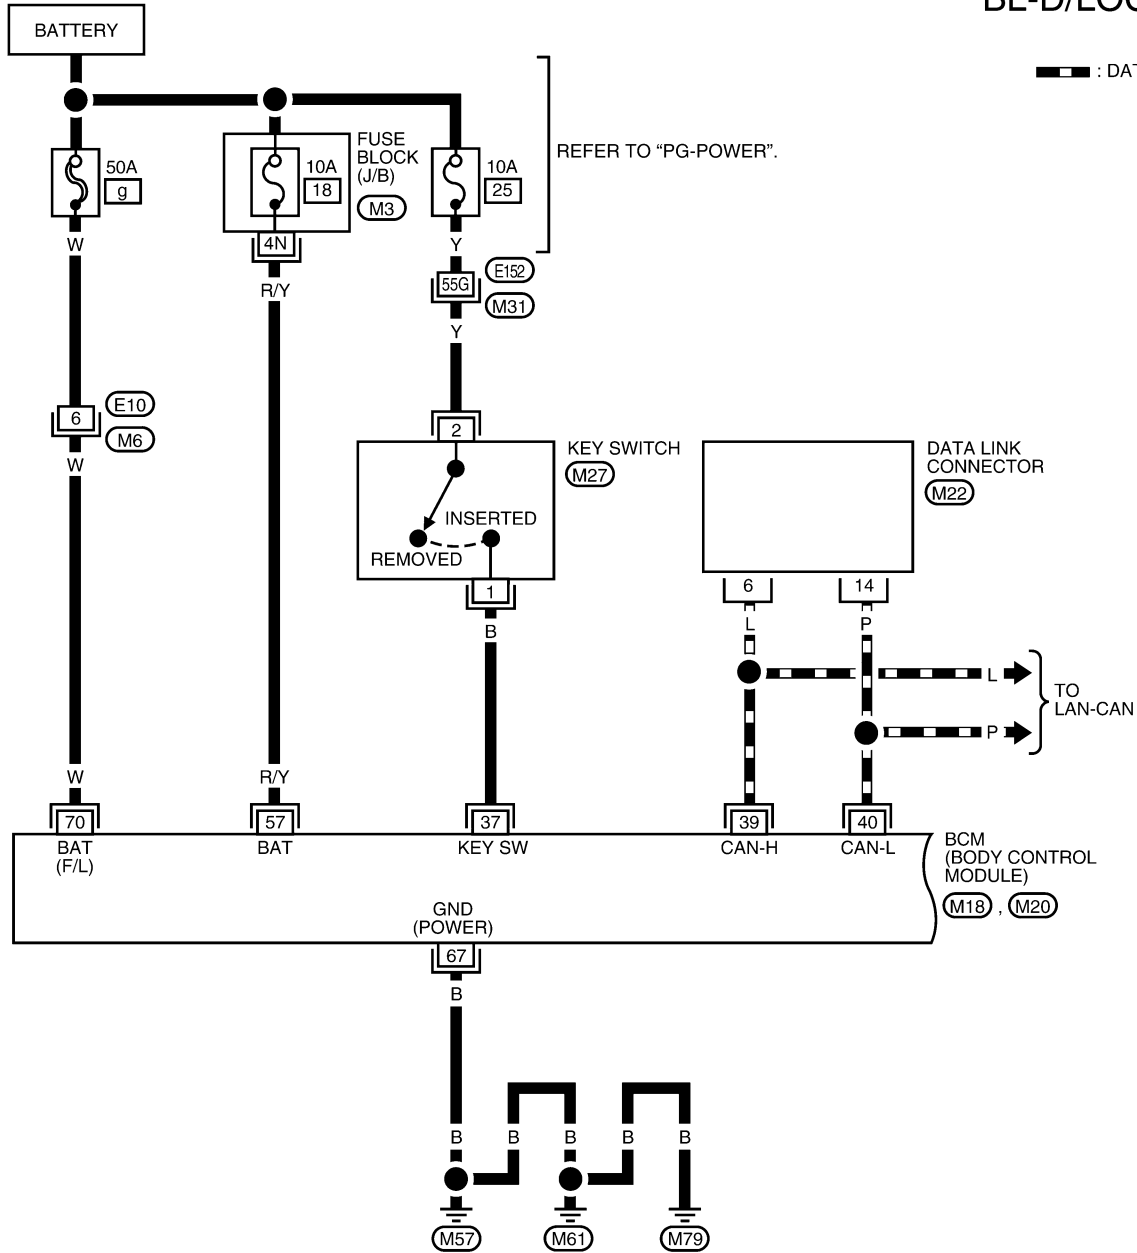 BATTERY
: DAT
50A
g
W
FUSE
BLOCK
(J/B)
M3
10A
18
4N
R/Y
10A
25
Y
REFER TO “PG-POWER”.
55G
E152
M31
Y
6
E10
M6
W
2
KEY SWITCH
M27
INSERTED
REMOVED
1
B
DATA LINK
CONNECTOR
M22
6
14
L
P
L
P
TO
LAN-CAN
W
R/Y
70
57
37
39
40
BAT
(F/L)
BAT
KEY SW
CAN-H
CAN-L
BCM
(BODY CONTROL
MODULE)
M18 , M20
GND
(POWER)
67
B
B
B
B
B
B
M57
M61
M79